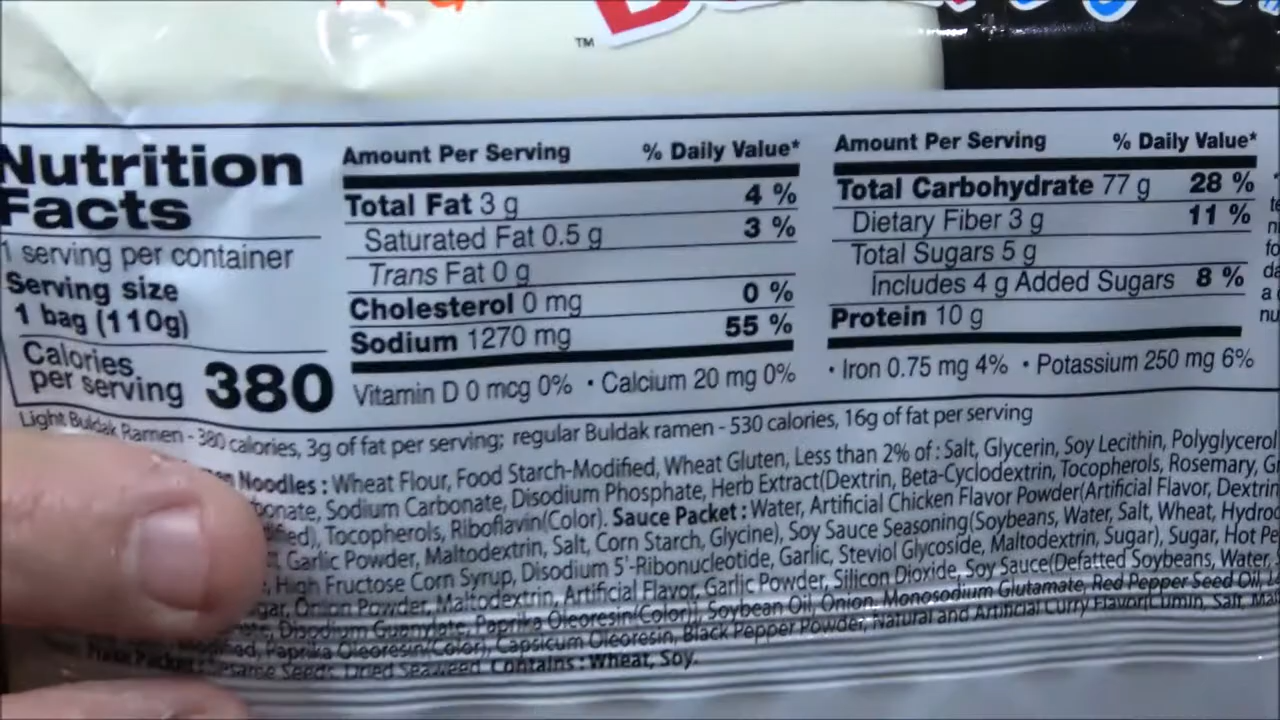 TM
Nutrition
Facts
1 serving per container
Serving size
1 bag (110g)
Calories
per serving 380
Amount Per Serving % Daily Value*
Total Fat 3 g 4 %
Saturated Fat 0.5 g 3 %
Trans Fat 0 g
Cholesterol 0 mg 0 %
Sodium 1270 mg 55 %
Vitamin D 0 mcg 0% • Calcium 20 mg 0%
Amount Per Serving % Daily Value*
Total Carbohydrate 77 g 28 %
Dietary Fiber 3 g 11 %
Total Sugars 5 g
Includes 4 g Added Sugars 8 %
Protein 10 g
• Iron 0.75 mg 4% • Potassium 250 mg 6%
Light Buldak Ramen - 380 calories, 3g of fat per serving; regular Buldak ramen - 530 calories, 16g of fat per serving
Noodles : Wheat Flour, Food Starch-Modified, Wheat Gluten, Less than 2% of : Salt, Glycerin, Soy Lecithin, Polyglycerol
Sodium Carbonate, Disodium Phosphate, Herb Extract(Dextrin, Beta-Cyclodextrin, Tocopherols, Rosemary,
Tocopherols, Riboflavin(Color). Sauce Packet : Water, Artificial Chicken Flavor Powder(Artificial Flavor, Dextrin
Garlic Powder, Maltodextrin, Salt, Corn Starch, Glycine), Soy Sauce Seasoning(Soybeans, Water, Salt, Wheat,
High Fructose Corn Syrup, Disodium 5'-Ribonucleotide, Garlic, Steviol Glycoside, Maltodextrin, Sugar), Sugar, Hot
Onion Powder, Maltodextrin, Artificial Flavor, Garlic Powder, Silicon Dioxide, Soy Sauce(Defatted Soybeans, Water,
Disodium Guanylate, Paprika Oleoresin(Color)), Soybean Oil, Onion, Monosodium Glutamate, Red Pepper Seed Oil,
Paprika Oleoresin(Color), Capsicum Oleoresin, Black Pepper Powder, Natural and Artificial Curry Flavor(Cumin, Salt,
Sesame Seeds, Dried Seaweed. Contains : Wheat, Soy.